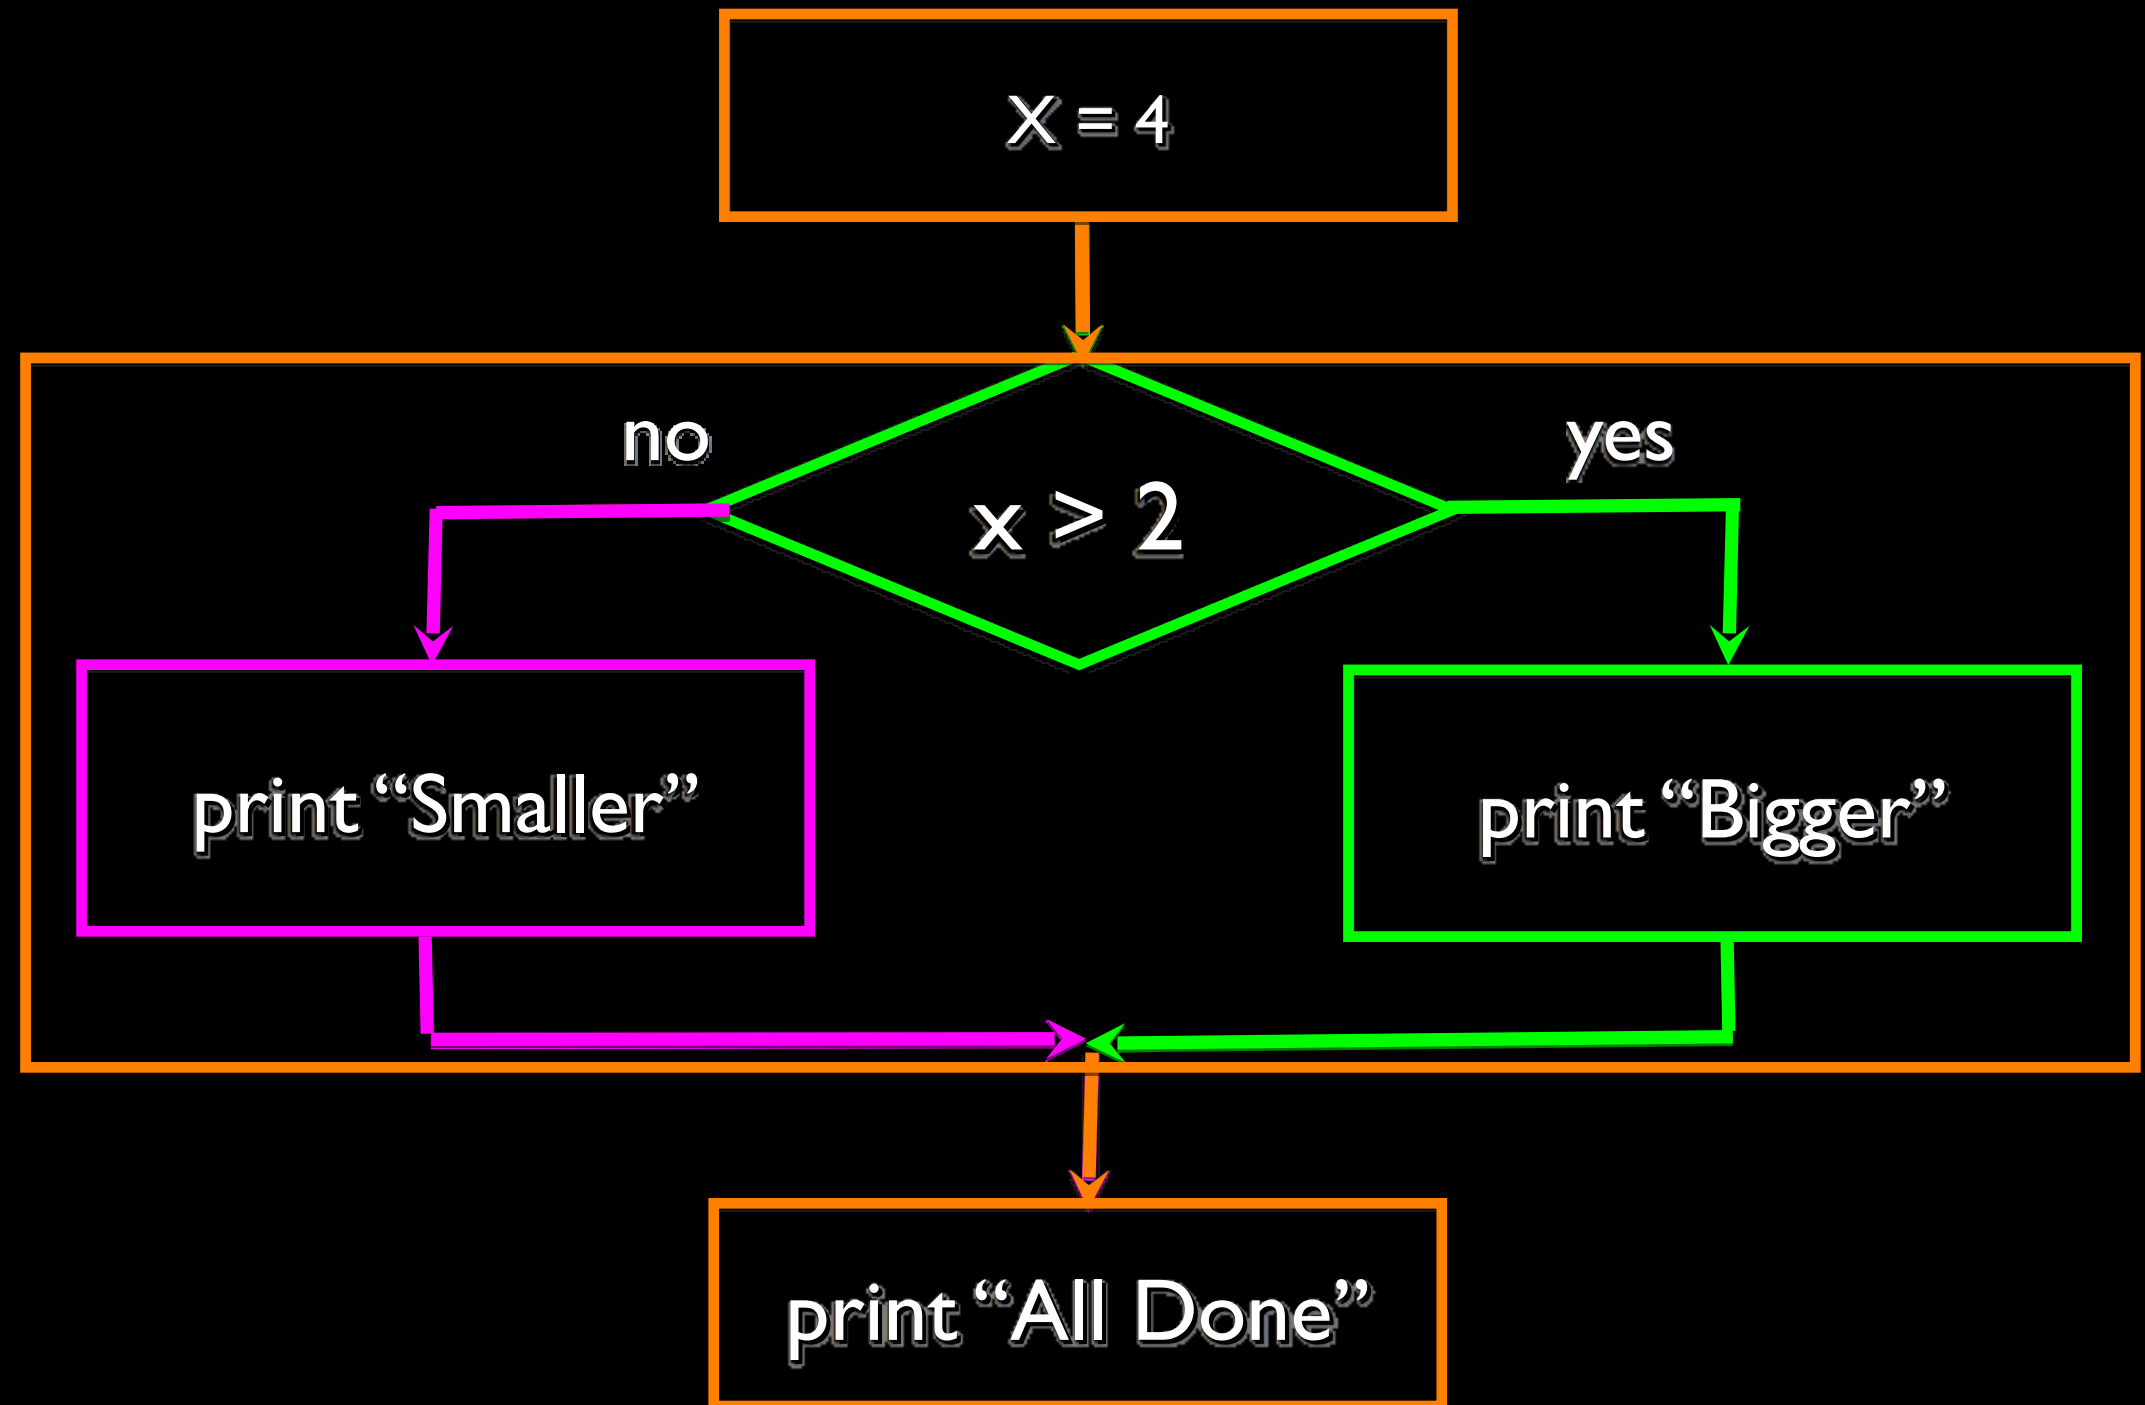 X = 4
no
yes
x > 2
print “Smaller”
print “Bigger”
print “All Done”